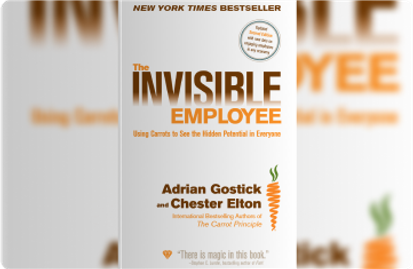 NEW YORK TIMES BESTSELLER
The
INVISIBLE
EMPLOYEE
Using Carrots to See the Hidden Potential in Everyone
Adrian Gostick
and Chester Elton
International Bestselling Authors of
The Carrot Principle
"There is magic in this book."